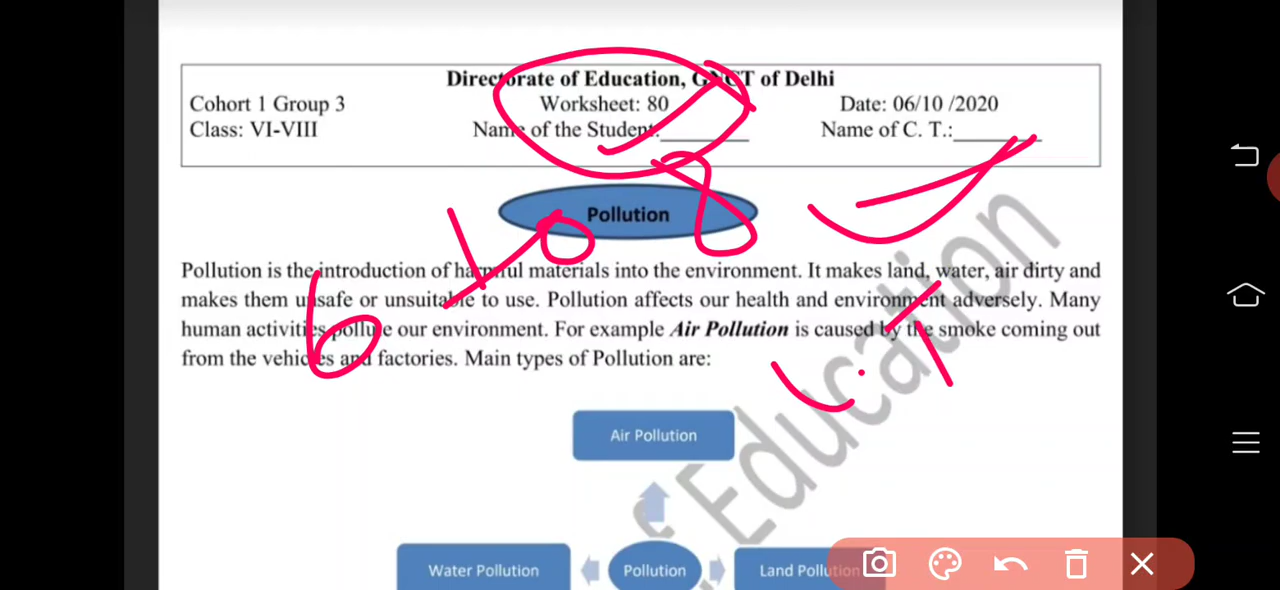 Directorate of Education, GNCT of Delhi
Cohort 1 Group 3 Worksheet: 80 Date: 06/10 /2020
Class: VI-VIII Name of the Student:________ Name of C. T.:________
Pollution
Pollution is the introduction of harmful materials into the environment. It makes land, water, air dirty and
makes them unsafe or unsuitable to use. Pollution affects our health and environment adversely. Many
human activities pollute our environment. For example Air Pollution is caused by the smoke coming out
from the vehicles and factories. Main types of Pollution are:
6 to 8
C.T
Air Pollution
Water Pollution Pollution Land Pollution
Education